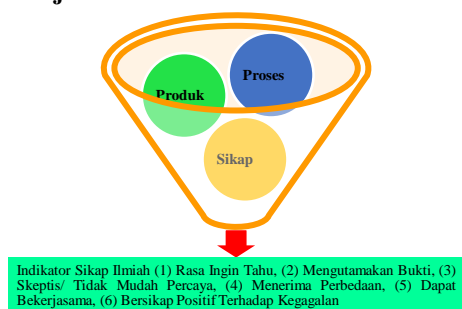 Proses
Produk
Sikap
Indikator Sikap Ilmiah (1) Rasa Ingin Tahu, (2) Mengutamakan Bukti, (3)
Skeptis/ Tidak Mudah Percaya, (4) Menerima Perbedaan, (5) Dapat
Bekerjasama, (6) Bersikap Positif Terhadap Kegagalan